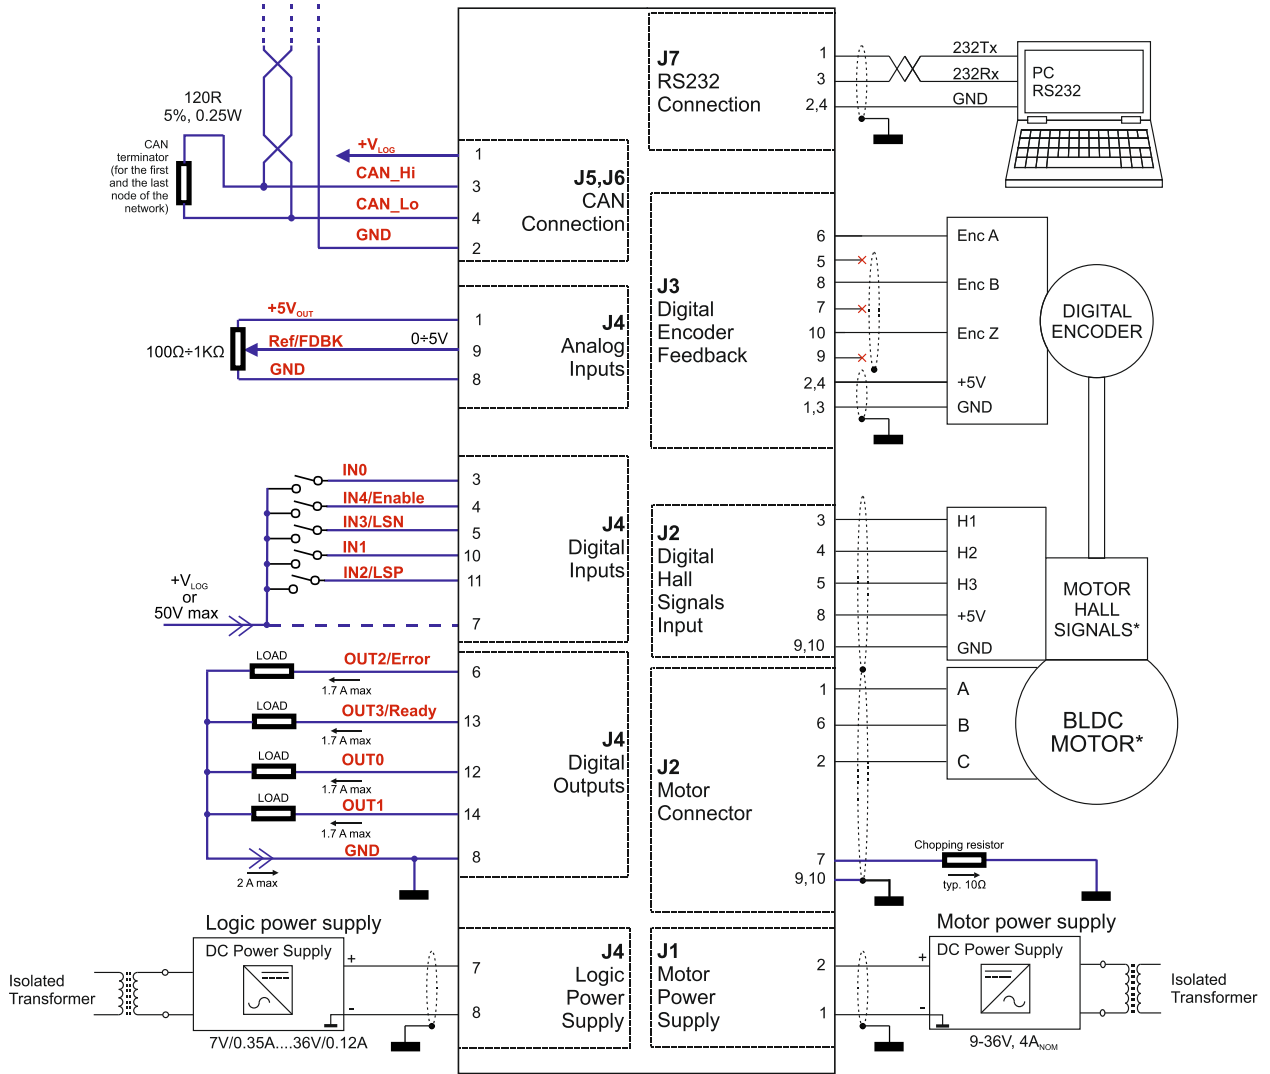 120R
5%, 0.25W
CAN
terminator
(for the first
and the last
node of the
network)
+VLOG
CAN_Hi
CAN_Lo
GND
1
3
4
2
J5,J6
CAN
Connection
J7
RS232
Connection
1
3
2,4
232Tx
232Rx
GND
PC
RS232
+5VOUT
Ref/FDBK
0÷5V
GND
100Ω÷1KΩ
1
9
8
J4
Analog
Inputs
J3
Digital
Encoder
Feedback
6
5
8
7
10
9
2,4
1,3
Enc A
Enc B
Enc Z
+5V
GND
DIGITAL
ENCODER
IN0
IN4/Enable
IN3/LSN
IN1
IN2/LSP
+VLOG
or
50V max
3
4
5
10
11
7
J4
Digital
Inputs
J2
Digital
Hall
Signals
Input
3
4
5
8
9,10
H1
H2
H3
+5V
GND
MOTOR
HALL
SIGNALS*
LOAD
OUT2/Error
1.7 A max
LOAD
OUT3/Ready
1.7 A max
LOAD
OUT0
1.7 A max
LOAD
OUT1
1.7 A max
GND
2 A max
6
13
12
14
8
J4
Digital
Outputs
J2
Motor
Connector
1
6
2
7
9,10
A
B
C
BLDC
MOTOR*
Chopping resistor
typ. 10Ω
Logic power supply
DC Power Supply
Isolated
Transformer
+
-
7V/0.35A....36V/0.12A
7
8
J4
Logic
Power
Supply
J1
Motor
Power
Supply
2
1
Motor power supply
DC Power Supply
+
-
9-36V, 4ANOM
Isolated
Transformer